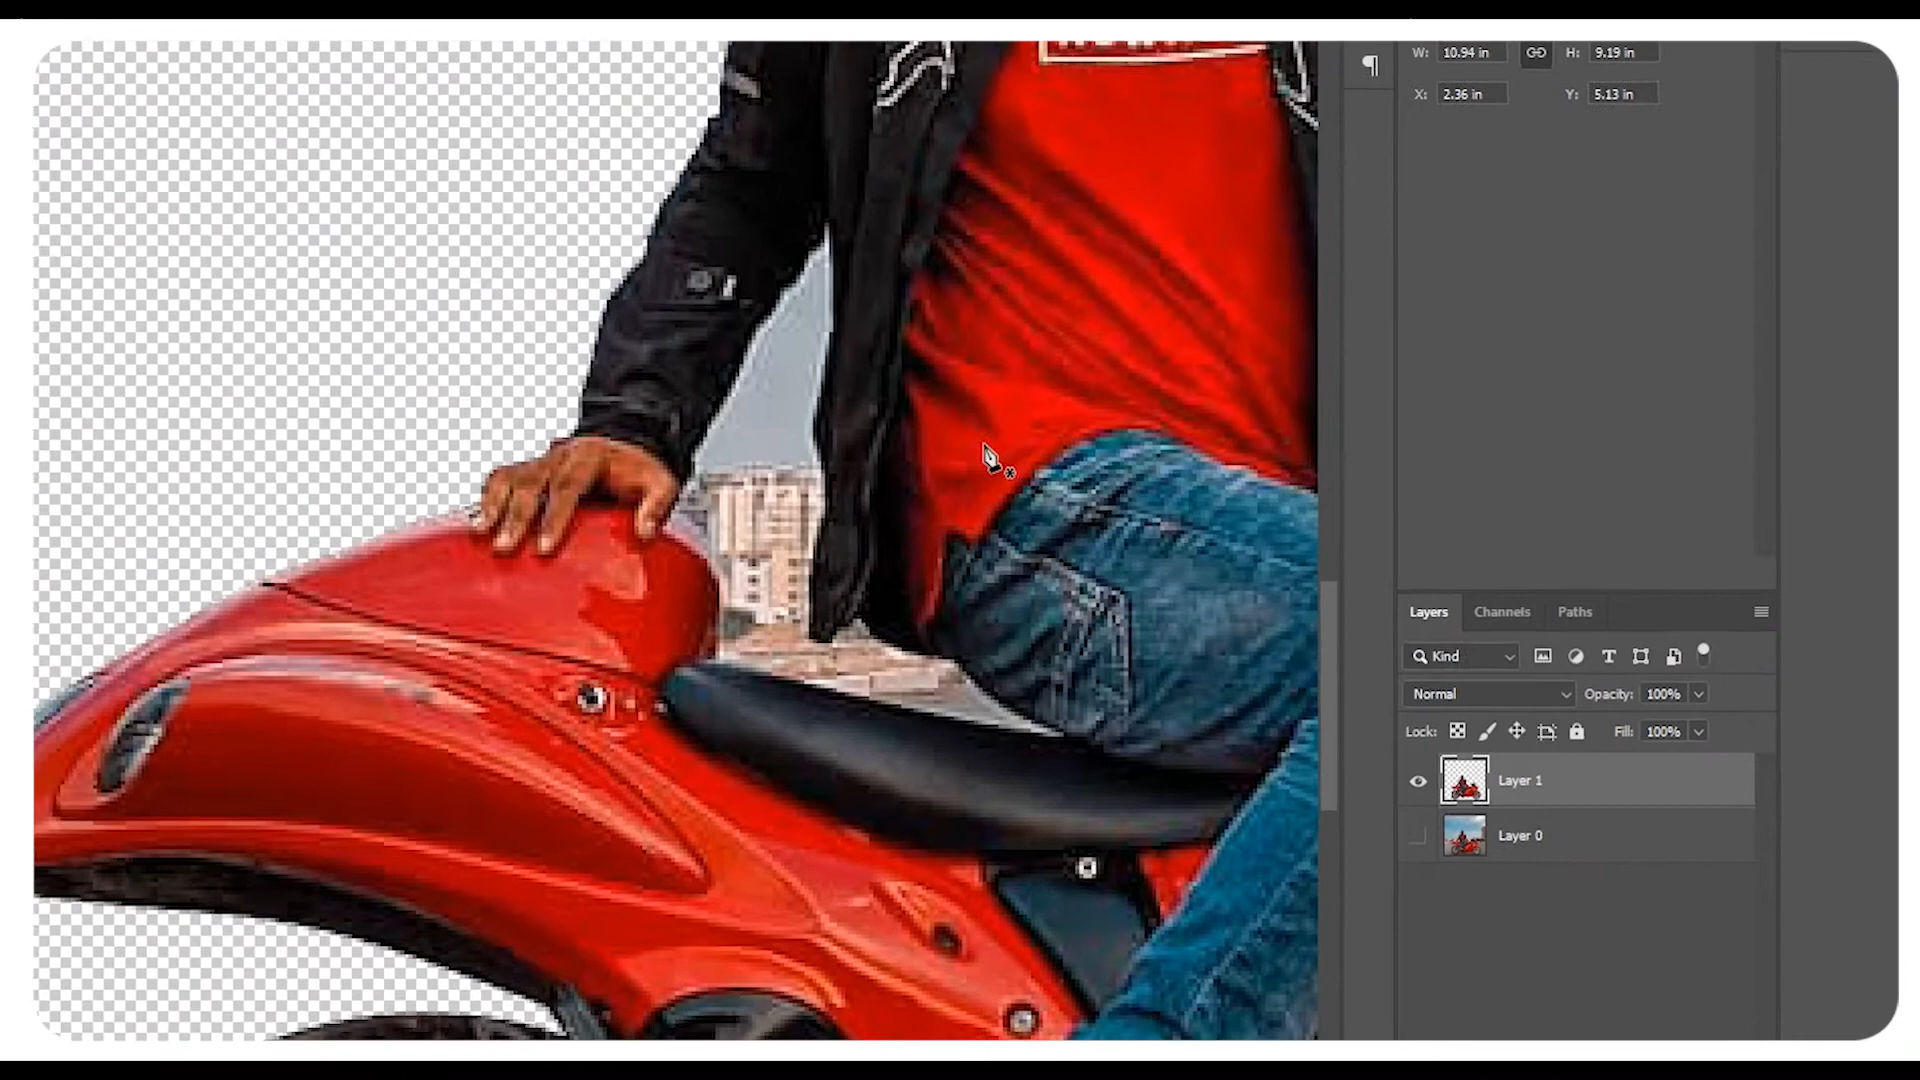 W: 10.94 in H: 9.19 in
X: 2.36 in Y: 5.13 in
Layers Channels Paths
Kind
Normal Opacity: 100%
Lock: Fill: 100%
Layer 1
Layer 0